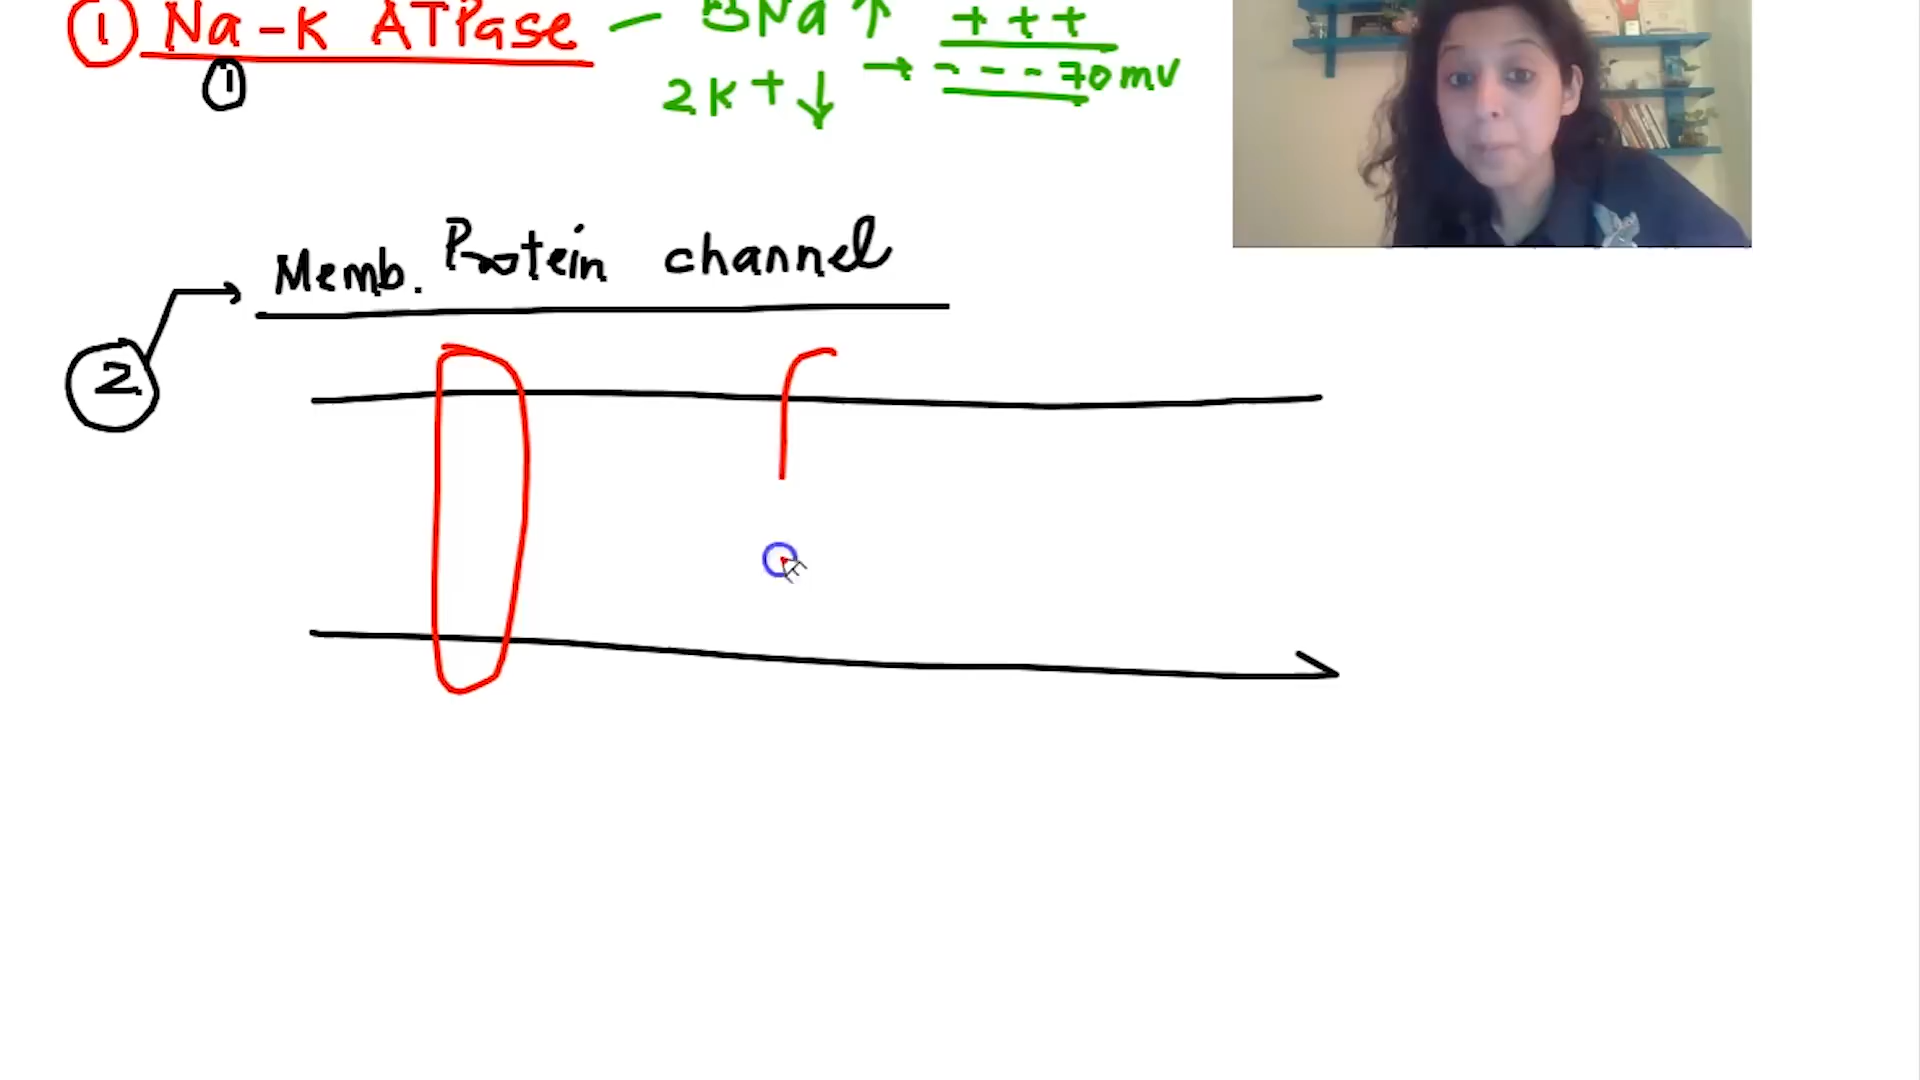 ① Na-K ATPase — 3Na ↑ + + +
① 2K+ ↓ → - - - 70mV
Memb. Protein channel
②